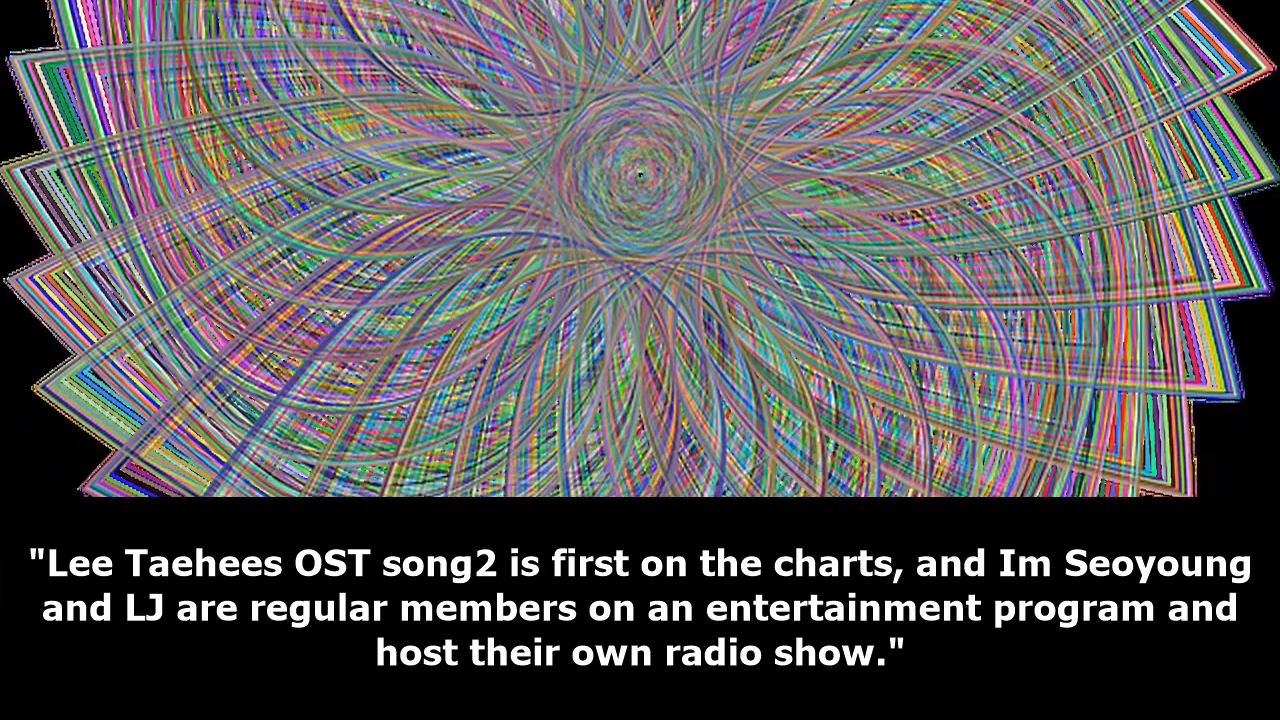 "Lee Taehees OST song2 is first on the charts, and Im Seoyoung
and LJ are regular members on an entertainment program and
host their own radio show."